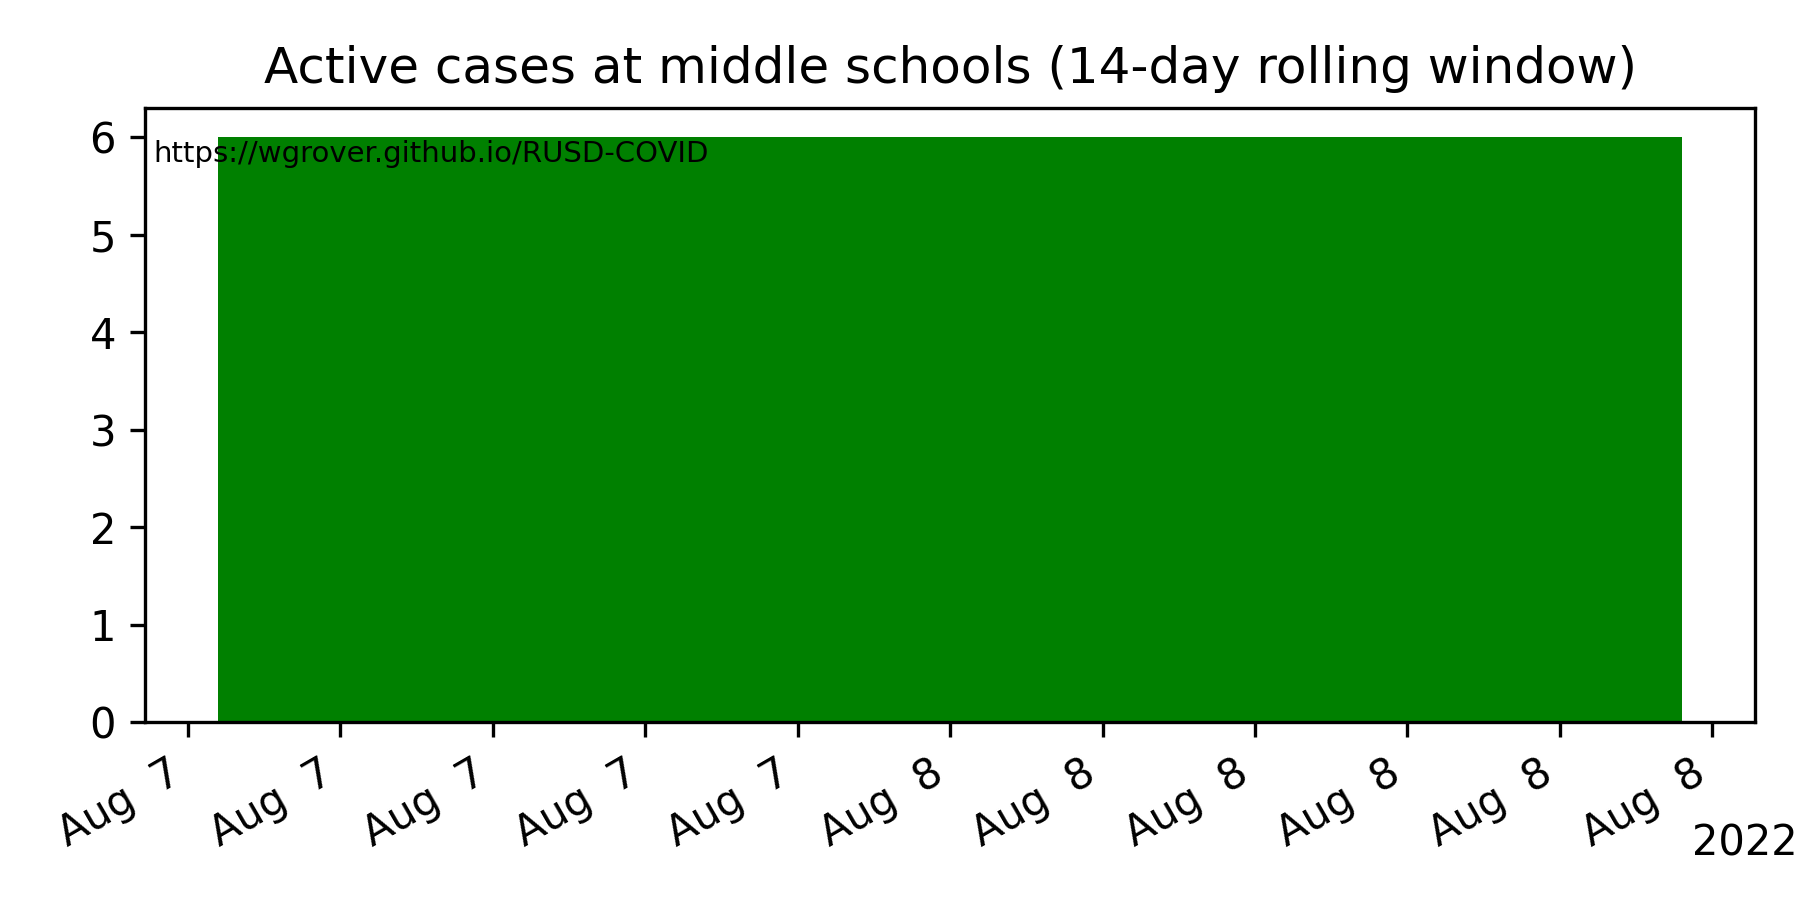 Active cases at middle schools (14-day rolling window)
6
https://wgrover.github.io/RUSD-COVID
5
4
3
2
1
0
Aug 7
Aug 7
Aug 7
Aug 7
Aug 7
Aug 8
Aug 8
Aug 8
Aug 8
Aug 8
Aug 8
2022